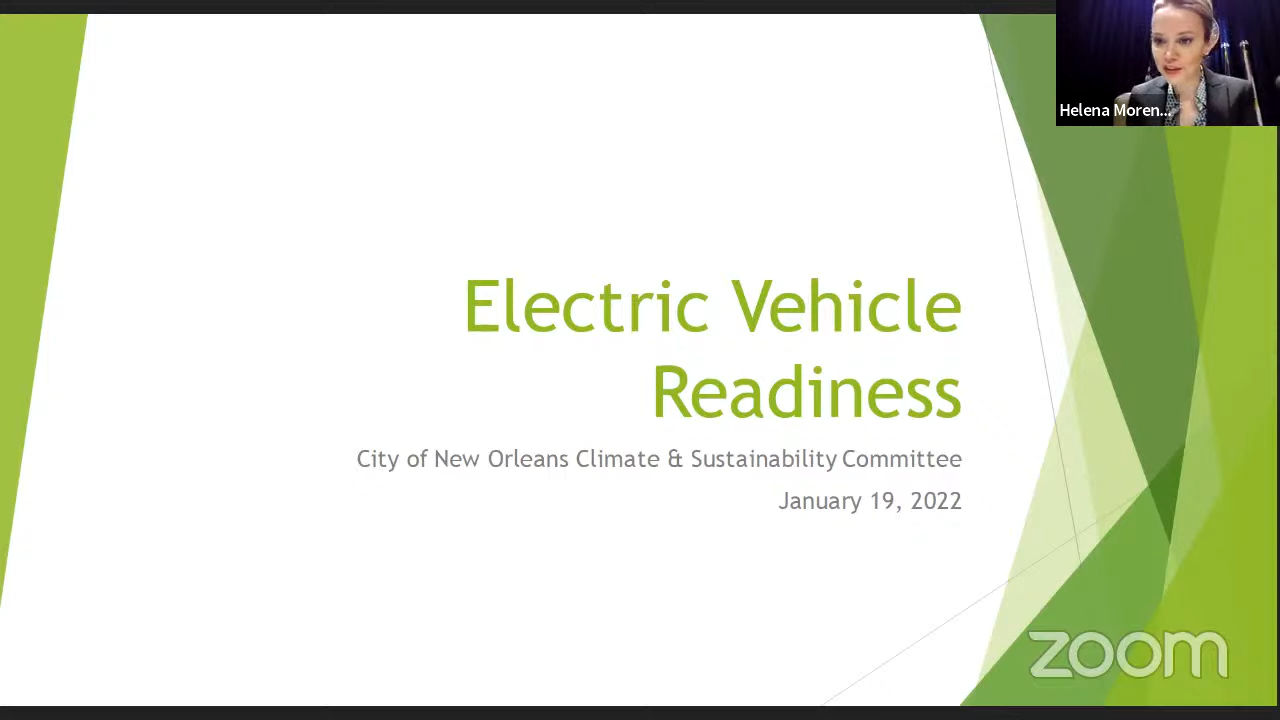 Helena Moren...
Electric Vehicle
Readiness
City of New Orleans Climate & Sustainability Committee
January 19, 2022
zoom